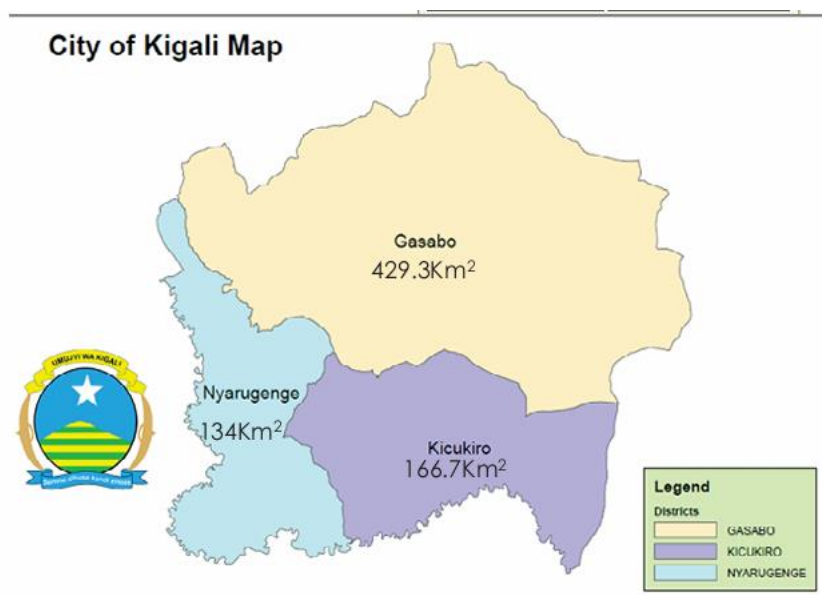 City of Kigali Map
Gasabo
429.3Km²
UMUJYI WA KIGALI
Nyarugenge
134Km²
Kicukiro
166.7Km²
Legend
Districts
GASABO
KICUKIRO
NYARUGENGE